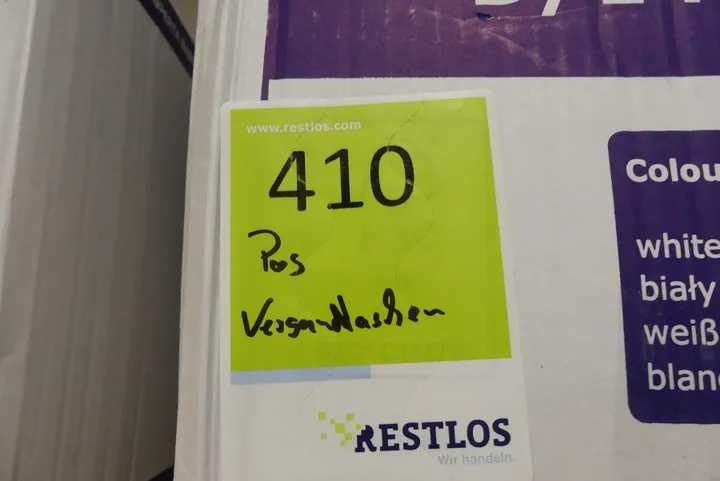 www.restlos.com
410
Pos
Versandtaschen
RESTLOS
Wir handeln.
Colou
white
biały
weiß
blanc